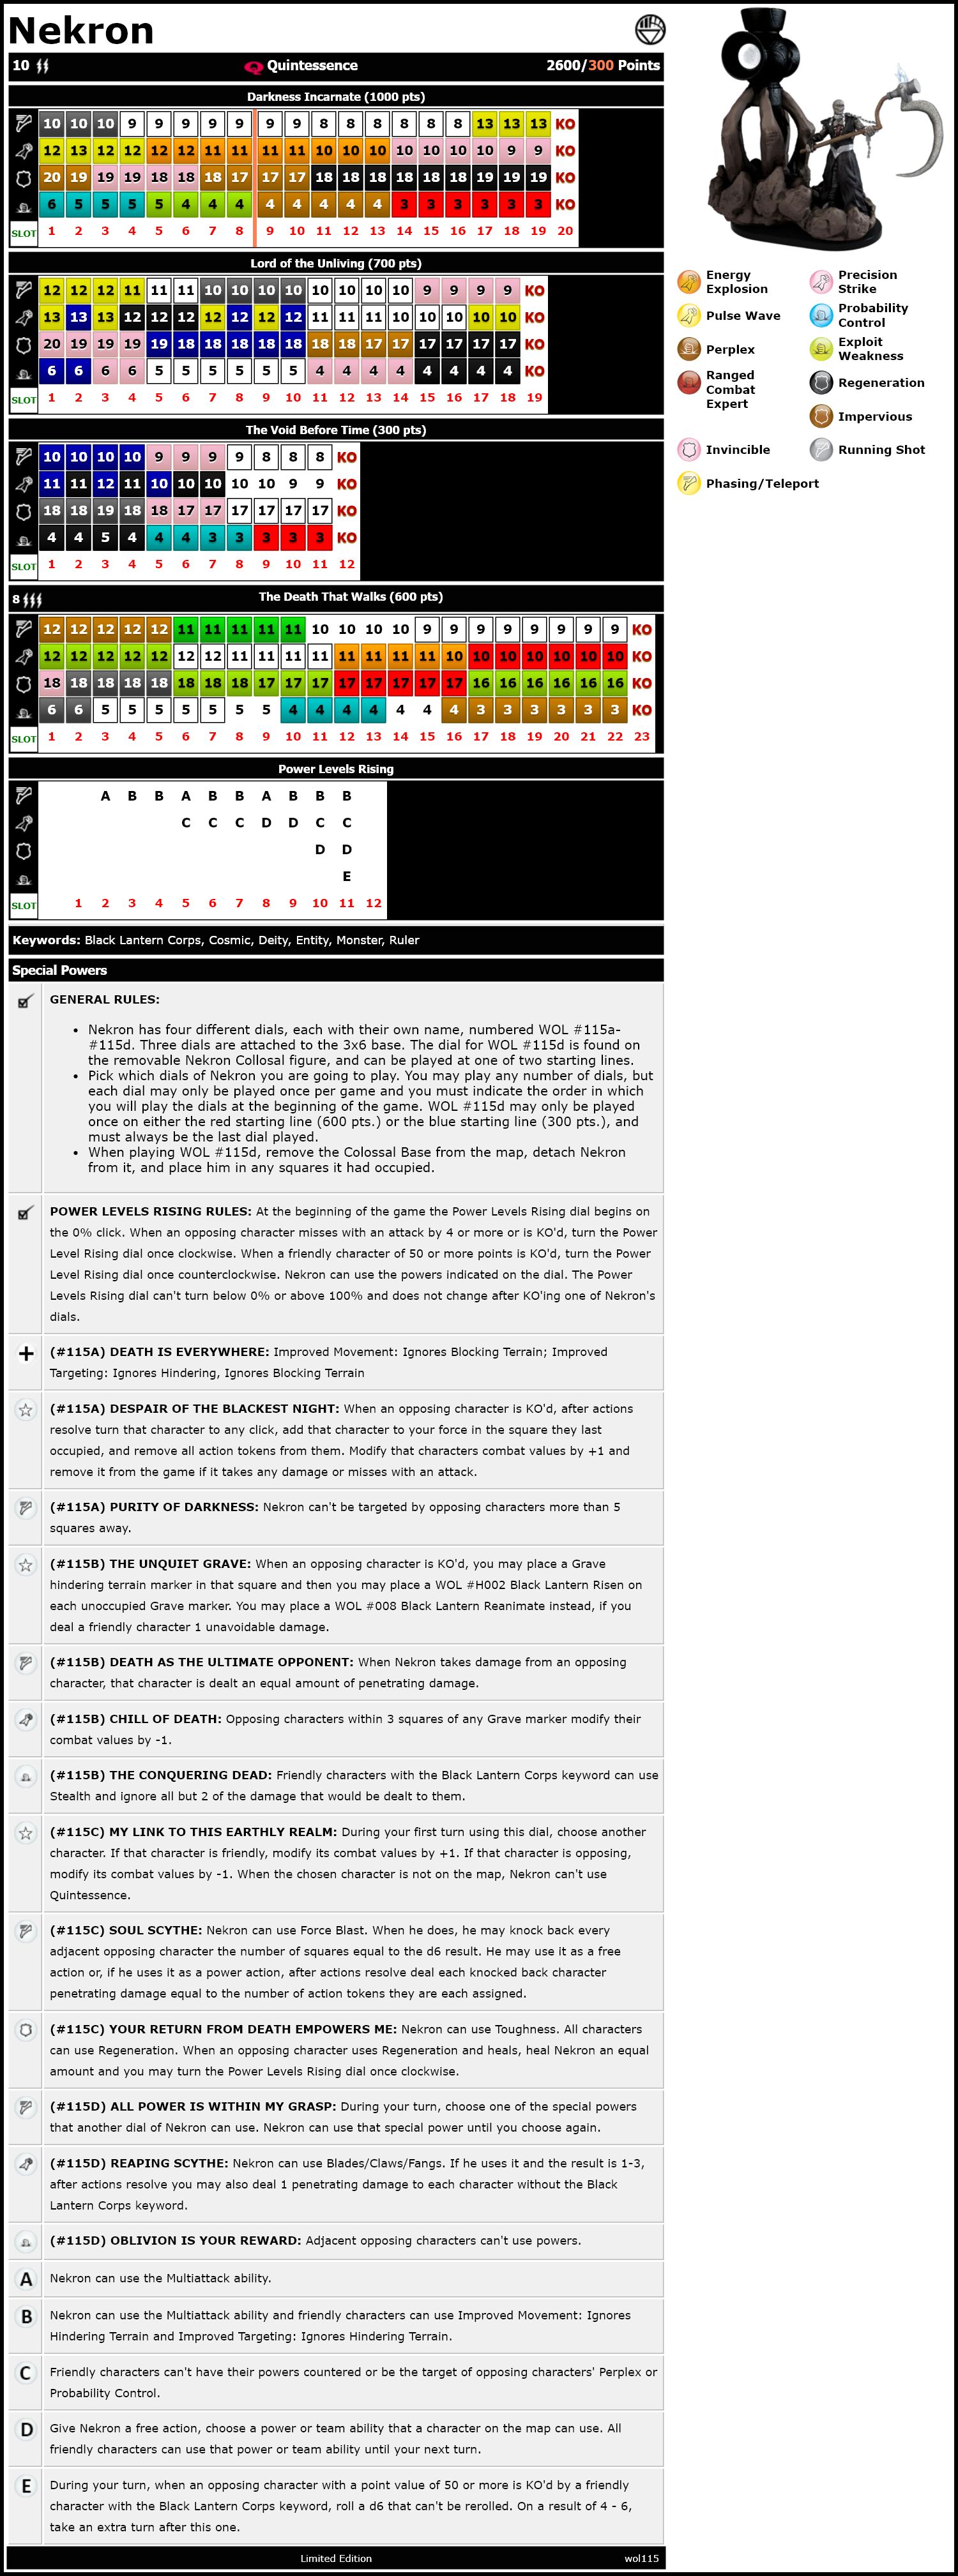 Nekron
10 Quintessence 2600/300 Points
Darkness Incarnate (1000 pts)
10 10 10 9 9 9 9 9 9 9 8 8 8 8 8 8 13 13 13 KO
12 13 12 12 12 12 11 11 11 11 10 10 10 10 10 10 10 9 9 KO
20 19 19 19 18 18 18 17 17 17 18 18 18 18 18 18 19 19 19 KO
6 5 5 5 5 4 4 4 4 4 4 4 4 3 3 3 3 3 3 KO
SLOT 1 2 3 4 5 6 7 8 9 10 11 12 13 14 15 16 17 18 19 20
Lord of the Unliving (700 pts)
12 12 12 11 11 11 10 10 10 10 10 10 10 10 9 9 9 9 KO
13 13 13 12 12 12 12 12 12 12 11 11 11 10 10 10 10 10 KO
20 19 19 19 19 18 18 18 18 18 18 18 17 17 17 17 17 17 KO
6 6 6 6 5 5 5 5 5 5 4 4 4 4 4 4 4 4 KO
SLOT 1 2 3 4 5 6 7 8 9 10 11 12 13 14 15 16 17 18 19
The Void Before Time (300 pts)
10 10 10 10 9 9 9 9 8 8 8 KO
11 11 12 11 10 10 10 10 10 9 9 KO
18 18 19 18 18 17 17 17 17 17 17 KO
4 4 5 4 4 4 3 3 3 3 3 KO
SLOT 1 2 3 4 5 6 7 8 9 10 11 12
8 The Death That Walks (600 pts)
12 12 12 12 12 11 11 11 11 11 10 10 10 10 9 9 9 9 9 9 9 9 KO
12 12 12 12 12 12 12 11 11 11 11 11 11 11 11 10 10 10 10 10 10 10 KO
18 18 18 18 18 18 18 18 17 17 17 17 17 17 17 17 16 16 16 16 16 16 KO
6 6 5 5 5 5 5 5 5 4 4 4 4 4 4 4 3 3 3 3 3 3 KO
SLOT 1 2 3 4 5 6 7 8 9 10 11 12 13 14 15 16 17 18 19 20 21 22 23
Power Levels Rising
A B B A B B A B B B
C C C D D C C
D D
E
SLOT 1 2 3 4 5 6 7 8 9 10 11 12
Keywords: Black Lantern Corps, Cosmic, Deity, Entity, Monster, Ruler
Special Powers
GENERAL RULES:
• Nekron has four different dials, each with their own name, numbered WOL #115a-
#115d. Three dials are attached to the 3x6 base. The dial for WOL #115d is found on
the removable Nekron Collosal figure, and can be played at one of two starting lines.
• Pick which dials of Nekron you are going to play. You may play any number of dials, but
each dial may only be played once per game and you must indicate the order in which
you will play the dials at the beginning of the game. WOL #115d may only be played
once on either the red starting line (600 pts.) or the blue starting line (300 pts.), and
must always be the last dial played.
• When playing WOL #115d, remove the Colossal Base from the map, detach Nekron
from it, and place him in any squares it had occupied.
POWER LEVELS RISING RULES: At the beginning of the game the Power Levels Rising dial begins on
the 0% click. When an opposing character misses with an attack by 4 or more or is KO'd, turn the Power
Level Rising dial once clockwise. When a friendly character of 50 or more points is KO'd, turn the Power
Level Rising dial once counterclockwise. Nekron can use the powers indicated on the dial. The Power
Levels Rising dial can't turn below 0% or above 100% and does not change after KO'ing one of Nekron's
dials.
(#115A) DEATH IS EVERYWHERE: Improved Movement: Ignores Blocking Terrain; Improved
Targeting: Ignores Hindering, Ignores Blocking Terrain
(#115A) DESPAIR OF THE BLACKEST NIGHT: When an opposing character is KO'd, after actions
resolve turn that character to any click, add that character to your force in the square they last
occupied, and remove all action tokens from them. Modify that characters combat values by +1 and
remove it from the game if it takes any damage or misses with an attack.
(#115A) PURITY OF DARKNESS: Nekron can't be targeted by opposing characters more than 5
squares away.
(#115B) THE UNQUIET GRAVE: When an opposing character is KO'd, you may place a Grave
hindering terrain marker in that square and then you may place a WOL #H002 Black Lantern Risen on
each unoccupied Grave marker. You may place a WOL #008 Black Lantern Reanimate instead, if you
deal a friendly character 1 unavoidable damage.
(#115B) DEATH AS THE ULTIMATE OPPONENT: When Nekron takes damage from an opposing
character, that character is dealt an equal amount of penetrating damage.
(#115B) CHILL OF DEATH: Opposing characters within 3 squares of any Grave marker modify their
combat values by -1.
(#115B) THE CONQUERING DEAD: Friendly characters with the Black Lantern Corps keyword can use
Stealth and ignore all but 2 of the damage that would be dealt to them.
(#115C) MY LINK TO THIS EARTHLY REALM: During your first turn using this dial, choose another
character. If that character is friendly, modify its combat values by +1. If that character is opposing,
modify its combat values by -1. When the chosen character is not on the map, Nekron can't use
Quintessence.
(#115C) SOUL SCYTHE: Nekron can use Force Blast. When he does, he may knock back every
adjacent opposing character the number of squares equal to the d6 result. He may use it as a free
action or, if he uses it as a power action, after actions resolve deal each knocked back character
penetrating damage equal to the number of action tokens they are each assigned.
(#115C) YOUR RETURN FROM DEATH EMPOWERS ME: Nekron can use Toughness. All characters
can use Regeneration. When an opposing character uses Regeneration and heals, heal Nekron an equal
amount and you may turn the Power Levels Rising dial once clockwise.
(#115D) ALL POWER IS WITHIN MY GRASP: During your turn, choose one of the special powers
that another dial of Nekron can use. Nekron can use that special power until you choose again.
(#115D) REAPING SCYTHE: Nekron can use Blades/Claws/Fangs. If he uses it and the result is 1-3,
after actions resolve you may also deal 1 penetrating damage to each character without the Black
Lantern Corps keyword.
(#115D) OBLIVION IS YOUR REWARD: Adjacent opposing characters can't use powers.
A Nekron can use the Multiattack ability.
B Nekron can use the Multiattack ability and friendly characters can use Improved Movement: Ignores
Hindering Terrain and Improved Targeting: Ignores Hindering Terrain.
C Friendly characters can't have their powers countered or be the target of opposing characters' Perplex or
Probability Control.
D Give Nekron a free action, choose a power or team ability that a character on the map can use. All
friendly characters can use that power or team ability until your next turn.
E During your turn, when an opposing character with a point value of 50 or more is KO'd by a friendly
character with the Black Lantern Corps keyword, roll a d6 that can't be rerolled. On a result of 4 - 6,
take an extra turn after this one.
Limited Edition wol115
Energy
Explosion
Precision
Strike
Pulse Wave
Probability
Control
Perplex
Exploit
Weakness
Ranged
Combat
Expert
Regeneration
Impervious
Invincible
Running Shot
Phasing/Teleport